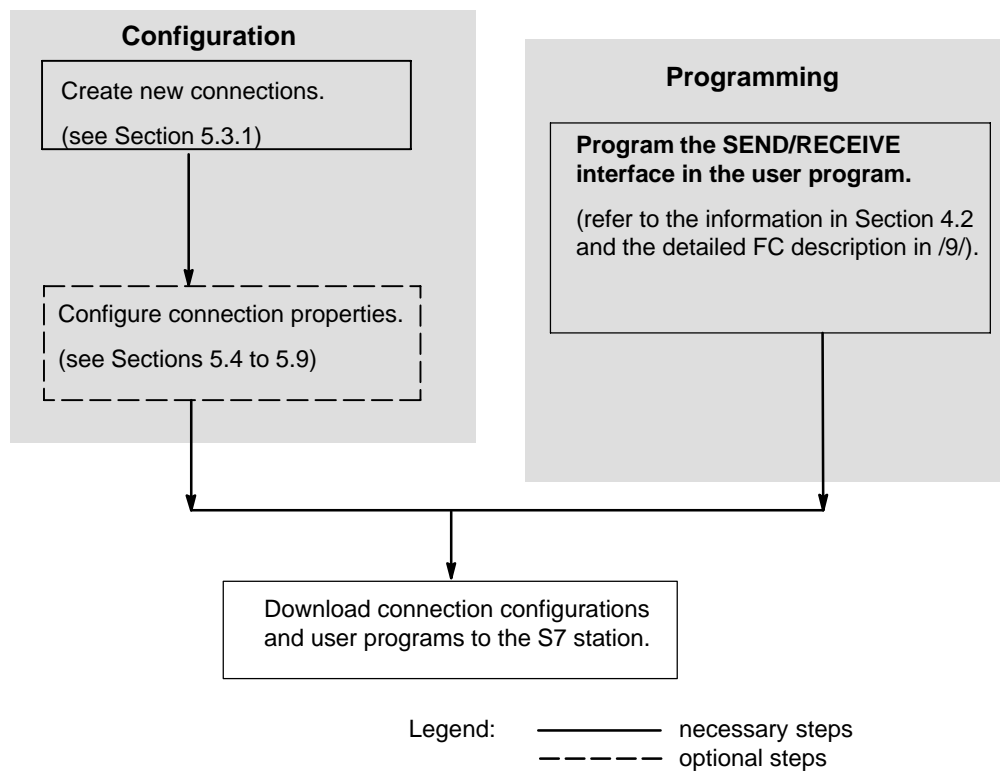 Configuration
Create new connections.
(see Section 5.3.1)
Configure connection properties.
(see Sections 5.4 to 5.9)
Programming
Program the SEND/RECEIVE
interface in the user program.
(refer to the information in Section 4.2
and the detailed FC description in /9/).
Download connection configurations
and user programs to the S7 station.
Legend:
necessary steps
optional steps